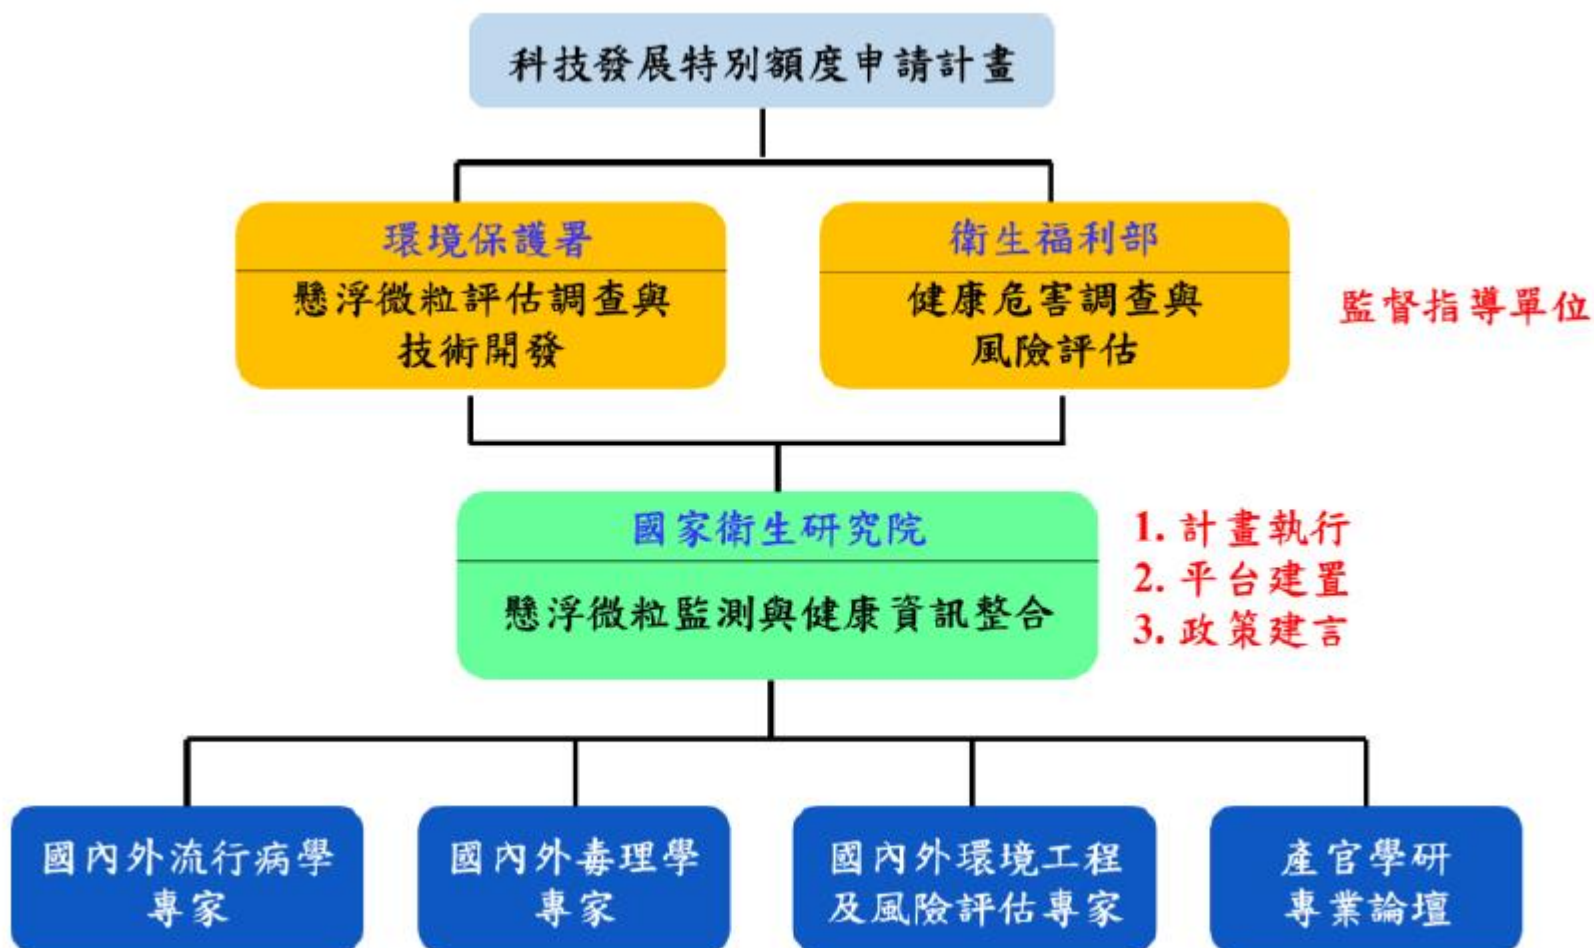 科技發展特別額度申請計畫
環境保護署
懸浮微粒評估調查與
技術開發
衛生福利部
健康危害調查與
風險評估
監督指導單位
國家衛生研究院
懸浮微粒監測與健康資訊整合
1. 計畫執行
2. 平台建置
3. 政策建言
國內外流行病學
專家
國內外毒理學
專家
國內外環境工程
及風險評估專家
產官學研
專業論壇